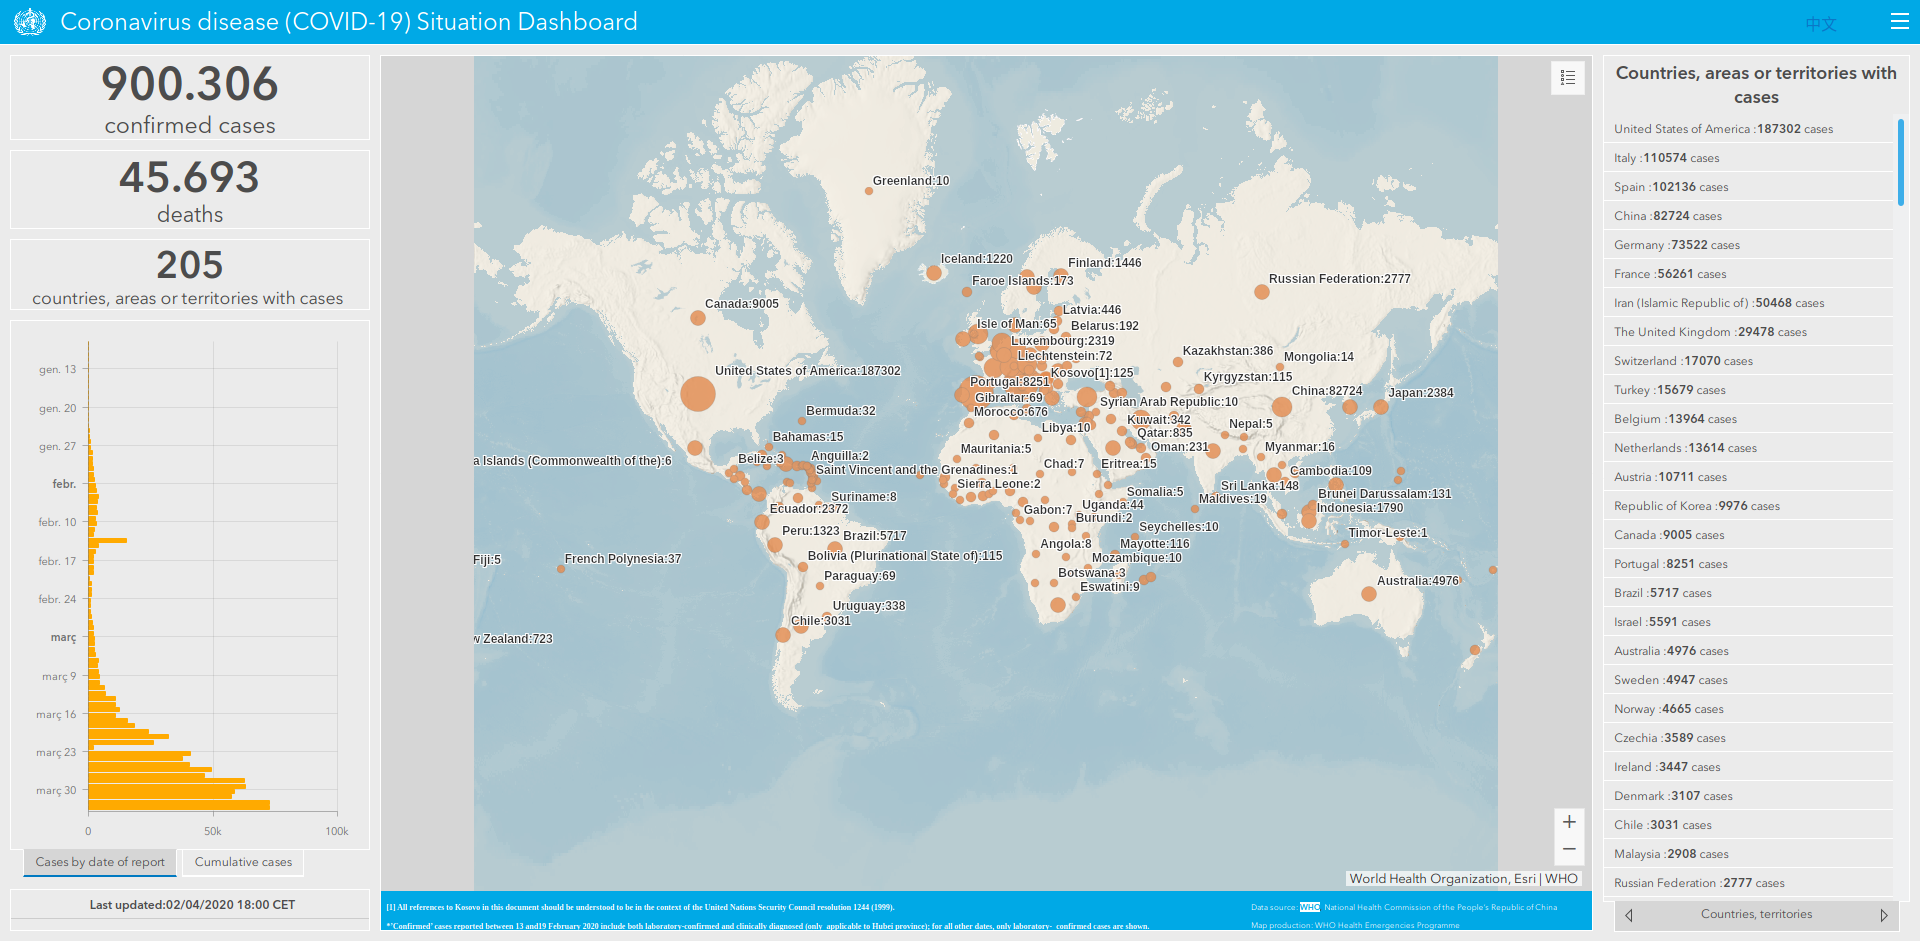 Coronavirus disease (COVID-19) Situation Dashboard
中文
900.306
confirmed cases
45.693
deaths
205
countries, areas or territories with cases
gen. 13
gen. 20
gen. 27
febr.
febr. 10
febr. 17
febr. 24
març
març 9
març 16
març 23
març 30
0 50k 100k
Cases by date of report
Cumulative cases
Last updated:02/04/2020 18:00 CET
Greenland:10
Iceland:1220
Finland:1446
Faroe Islands:173
Russian Federation:2777
Canada:9005
Latvia:446
Isle of Man:65
Belarus:192
Luxembourg:2319
Liechtenstein:72
Kazakhstan:386
Mongolia:14
United States of America:187302
Kosovo[1]:125
Kyrgyzstan:115
Portugal:8251
China:82724
Japan:2384
Gibraltar:69
Syrian Arab Republic:10
Bermuda:32
Morocco:676
Kuwait:342
Nepal:5
Libya:10
Qatar:835
Bahamas:15
Mauritania:5
Oman:231
Myanmar:16
a Islands (Commonwealth of the):6
Belize:3
Anguilla:2
Saint Vincent and the Grenadines:1
Chad:7
Eritrea:15
Cambodia:109
Sierra Leone:2
Sri Lanka:148
Suriname:8
Somalia:5
Maldives:19
Brunei Darussalam:131
Ecuador:2372
Gabon:7
Uganda:44
Indonesia:1790
Burundi:2
Peru:1323
Brazil:5717
Seychelles:10
Timor-Leste:1
Angola:8
Mayotte:116
Fiji:5
French Polynesia:37
Bolivia (Plurinational State of):115
Mozambique:10
Paraguay:69
Botswana:3
Eswatini:9
Australia:4976
Uruguay:338
Chile:3031
w Zealand:723
+
−
World Health Organization, Esri | WHO
[1] All references to Kosovo in this document should be understood to be in the context of the United Nations Security Council resolution 1244 (1999).
*'Confirmed' cases reported between 13 and19 February 2020 include both laboratory-confirmed and clinically diagnosed (only applicable to Hubei province); for all other dates, only laboratory- confirmed cases are shown.
Data source: WHO National Health Commission of the People's Republic of China
Map production: WHO Health Emergencies Programme
Countries, areas or territories with
cases
United States of America :187302 cases
Italy :110574 cases
Spain :102136 cases
China :82724 cases
Germany :73522 cases
France :56261 cases
Iran (Islamic Republic of) :50468 cases
The United Kingdom :29478 cases
Switzerland :17070 cases
Turkey :15679 cases
Belgium :13964 cases
Netherlands :13614 cases
Austria :10711 cases
Republic of Korea :9976 cases
Canada :9005 cases
Portugal :8251 cases
Brazil :5717 cases
Israel :5591 cases
Australia :4976 cases
Sweden :4947 cases
Norway :4665 cases
Czechia :3589 cases
Ireland :3447 cases
Denmark :3107 cases
Chile :3031 cases
Malaysia :2908 cases
Russian Federation :2777 cases
Countries, territories